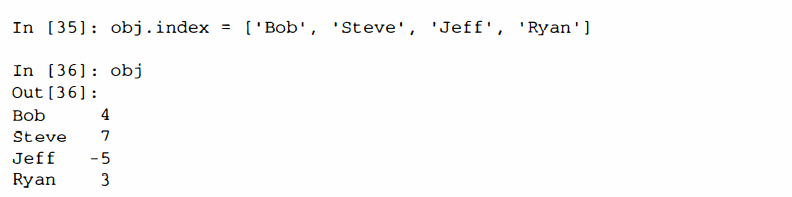 In [35]: obj.index = ['Bob', 'Steve', 'Jeff', 'Ryan']
In [36]: obj
Out[36]:
Bob 4
Steve 7
Jeff -5
Ryan 3